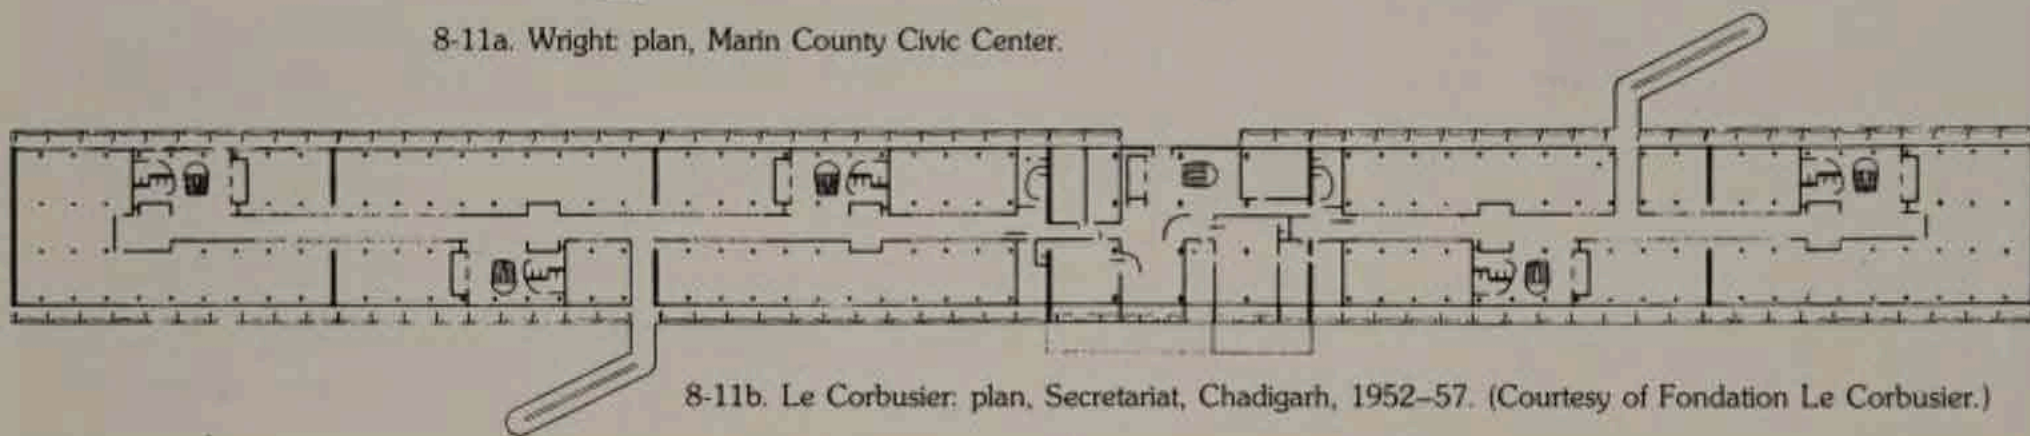 8-11a. Wright: plan, Marin County Civic Center.
8-11b. Le Corbusier: plan, Secretariat, Chadigarh, 1952–57. (Courtesy of Fondation Le Corbusier.)